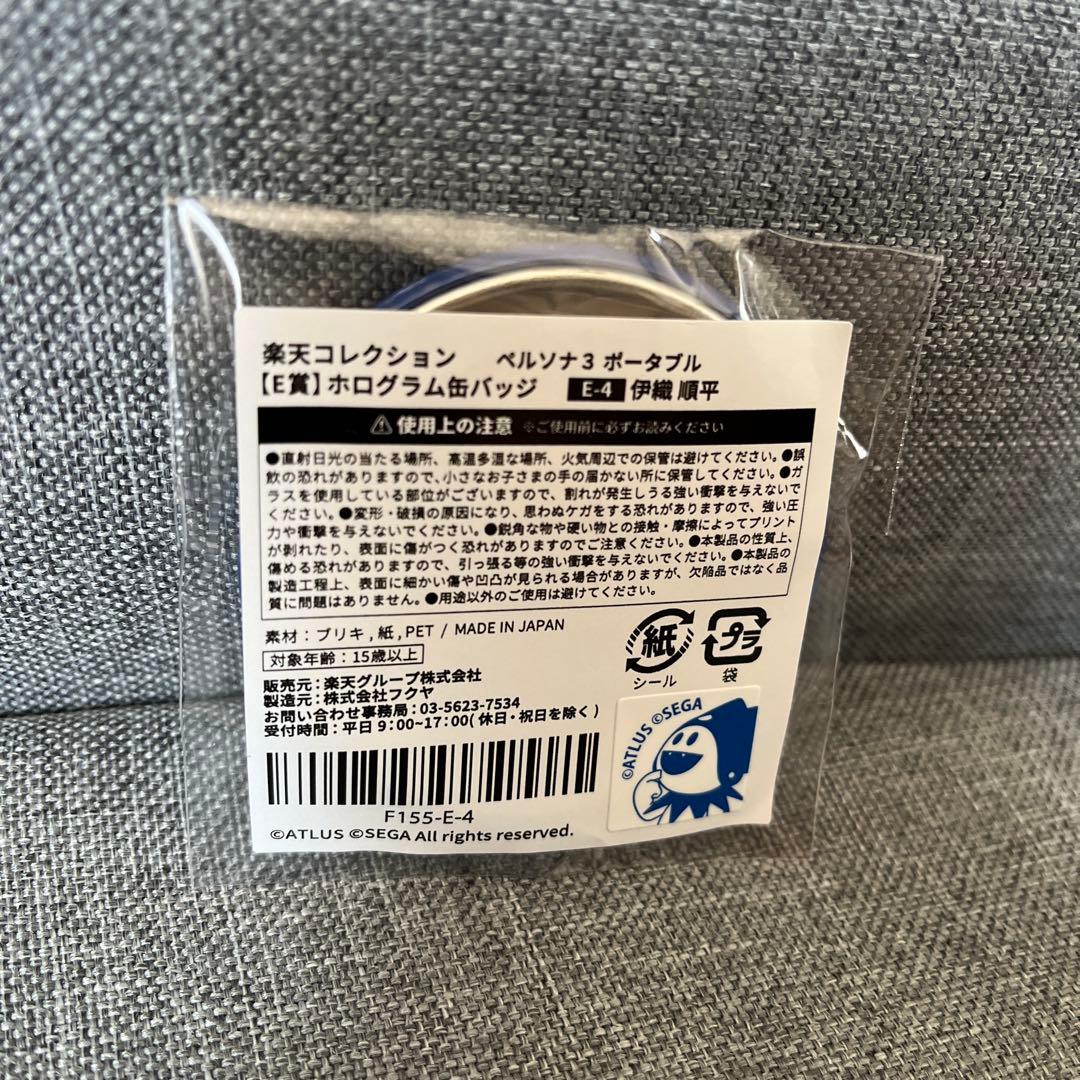 楽天コレクション　ペルソナ3 ポータブル
【E賞】ホログラム缶バッジ E-4 伊織 順平
⚠使用上の注意 ※ご使用前に必ずお読みください
●直射日光の当たる場所、高温多湿な場所、火気周辺での保管は避けてください。●誤
飲の恐れがありますので、小さなお子さまの手の届かない所に保管してください。●ガ
ラスを使用している部位がございますので、割れが発生しうる強い衝撃を与えないで
ください。●変形・破損の原因になり、思わぬケガをする恐れがありますので、強い圧
力や衝撃を与えないでください。●鋭角な物や硬い物との接触・摩擦によってプリント
が剥れたり、表面に傷がつく恐れがありますのでご注意ください。●本製品の性質上、
傷める恐れがありますので、引っ張る等の強い衝撃を与えないでください。●本製品の
製造工程上、表面に細かい傷や凹凸が見られる場合がありますが、欠陥品ではなく品
質に問題はありません。●用途以外のご使用は避けてください。
素材：ブリキ,紙,PET / MADE IN JAPAN
対象年齢：15歳以上
販売元：楽天グループ株式会社
製造元：株式会社フクヤ
お問い合わせ事務局：03-5623-7534
受付時間：平日 9:00~17:00(休日・祝日を除く)
紙
シール
プラ
袋
©ATLUS ©SEGA
F155-E-4
©ATLUS ©SEGA All rights reserved.